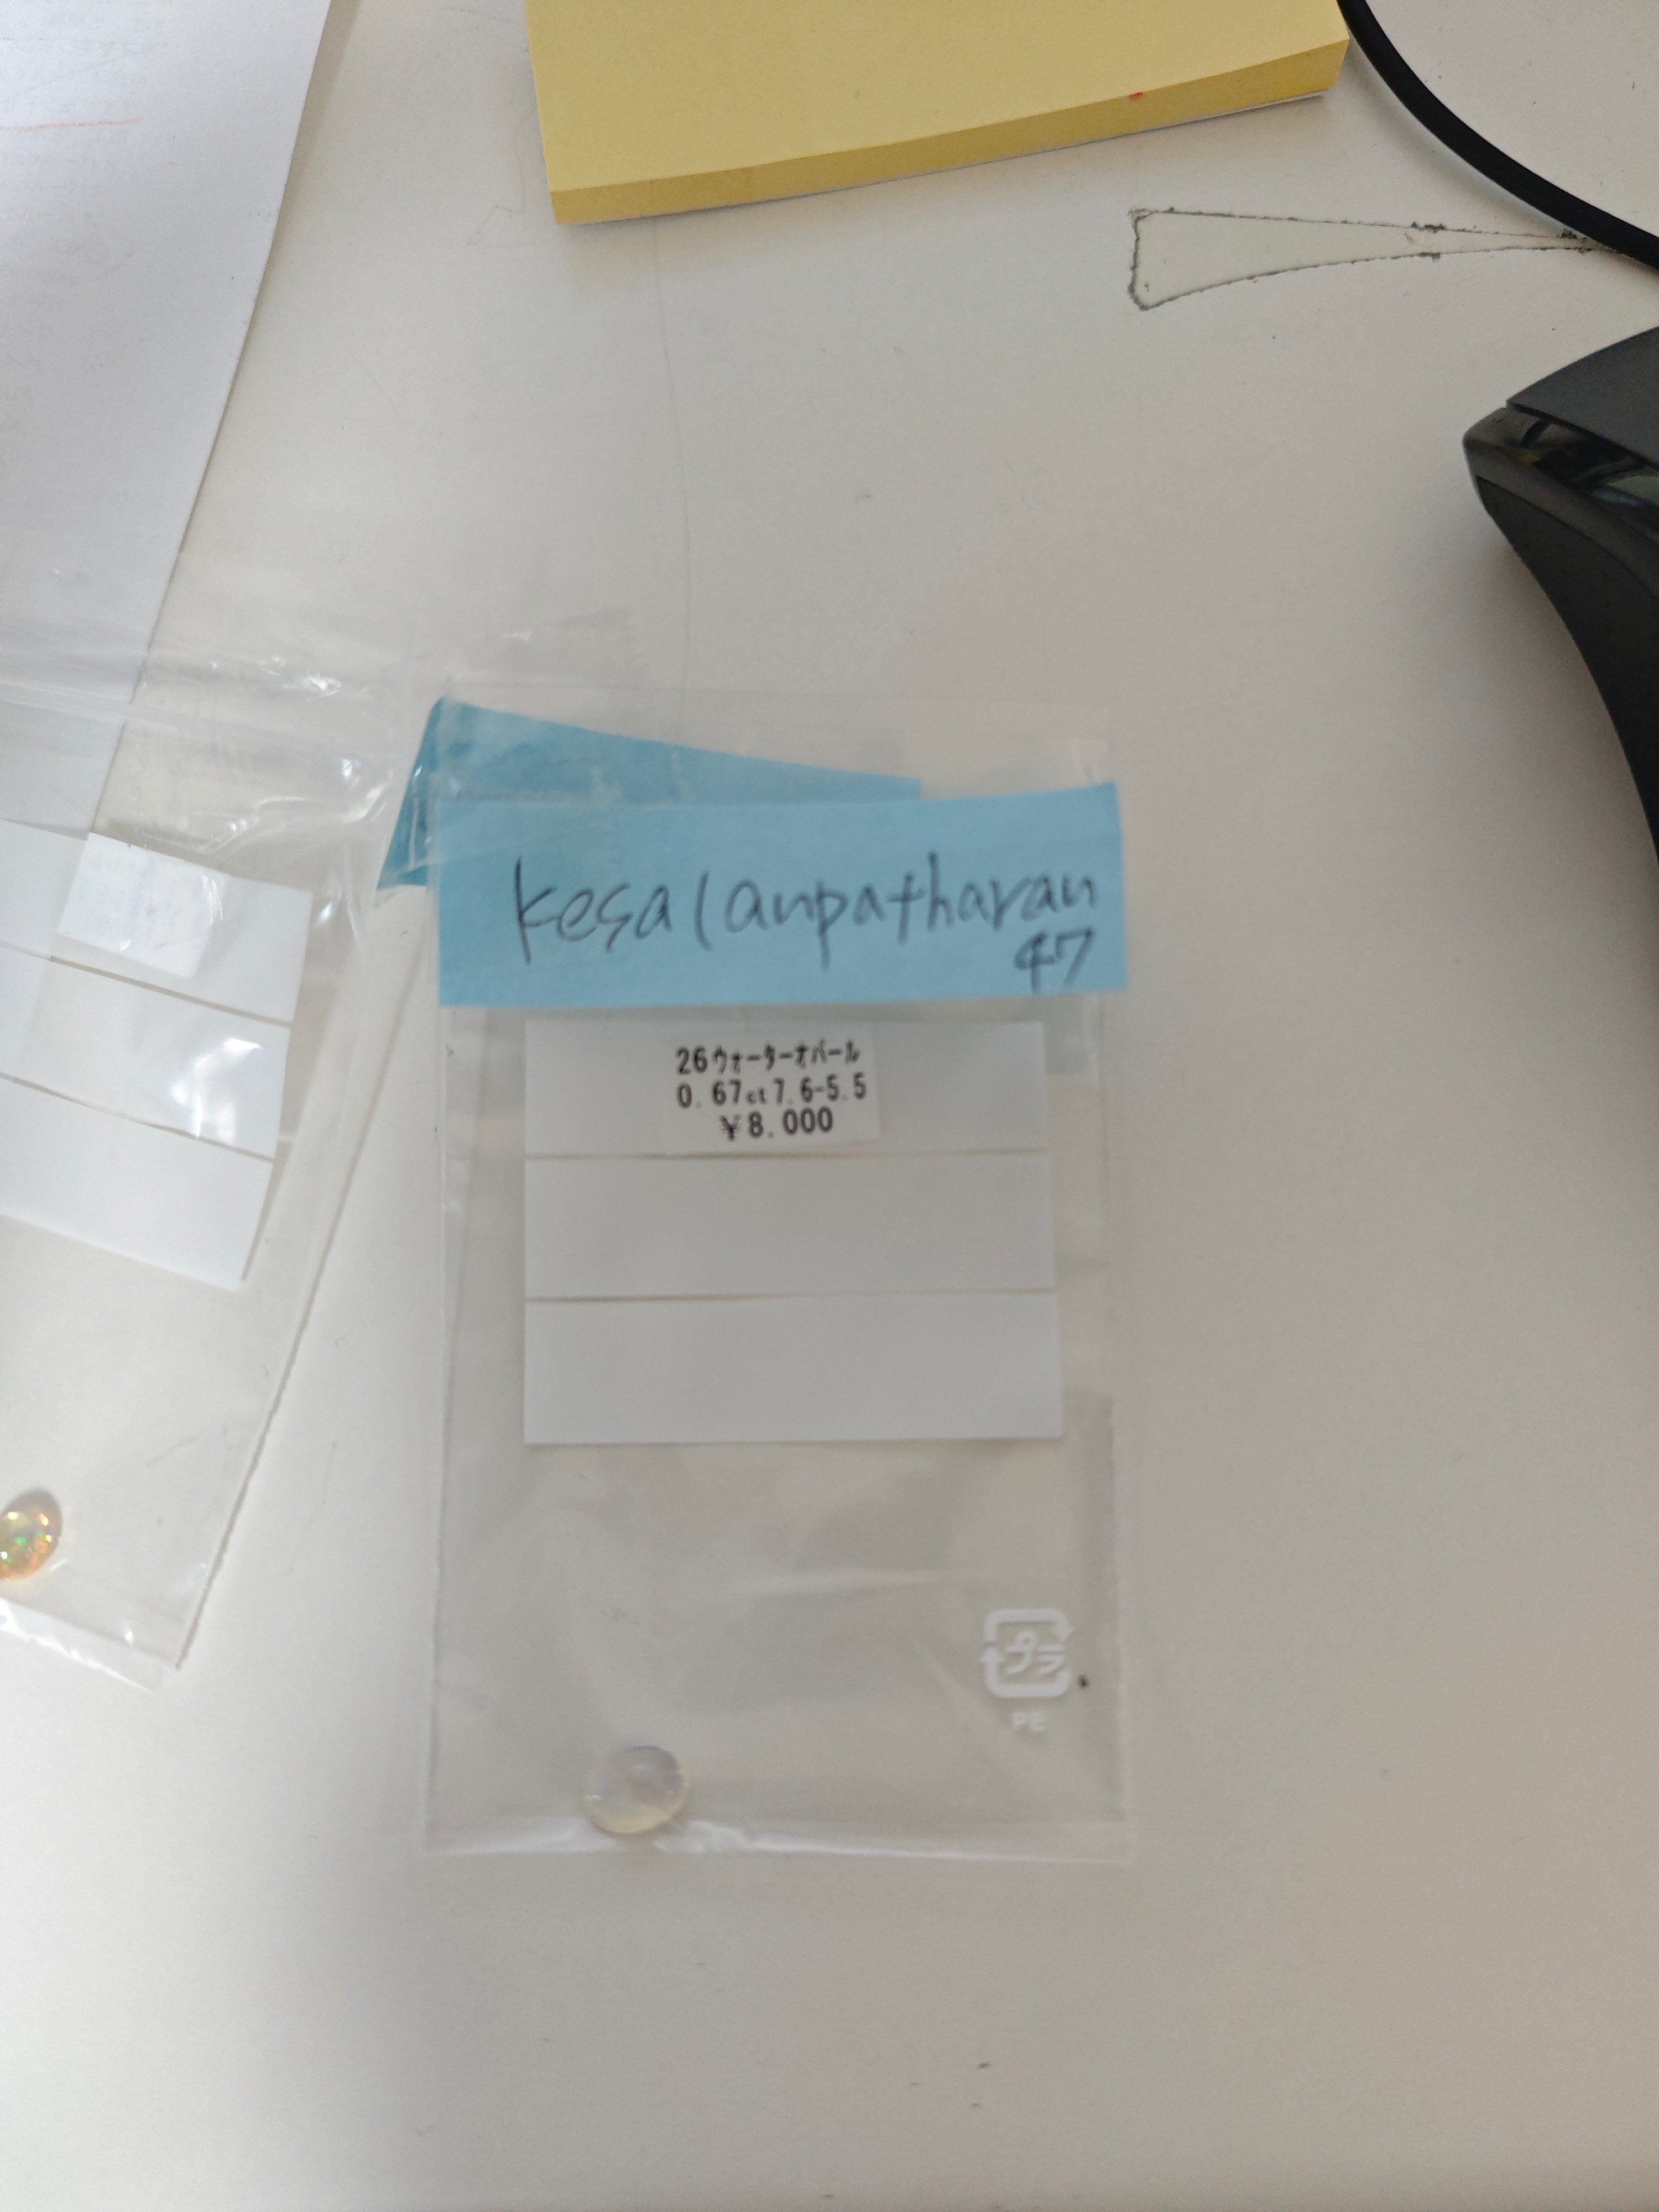 kesalanpatharan
47
26ウォーターオパール
0.67ct 7.6-5.5
¥8.000
プラ
PE